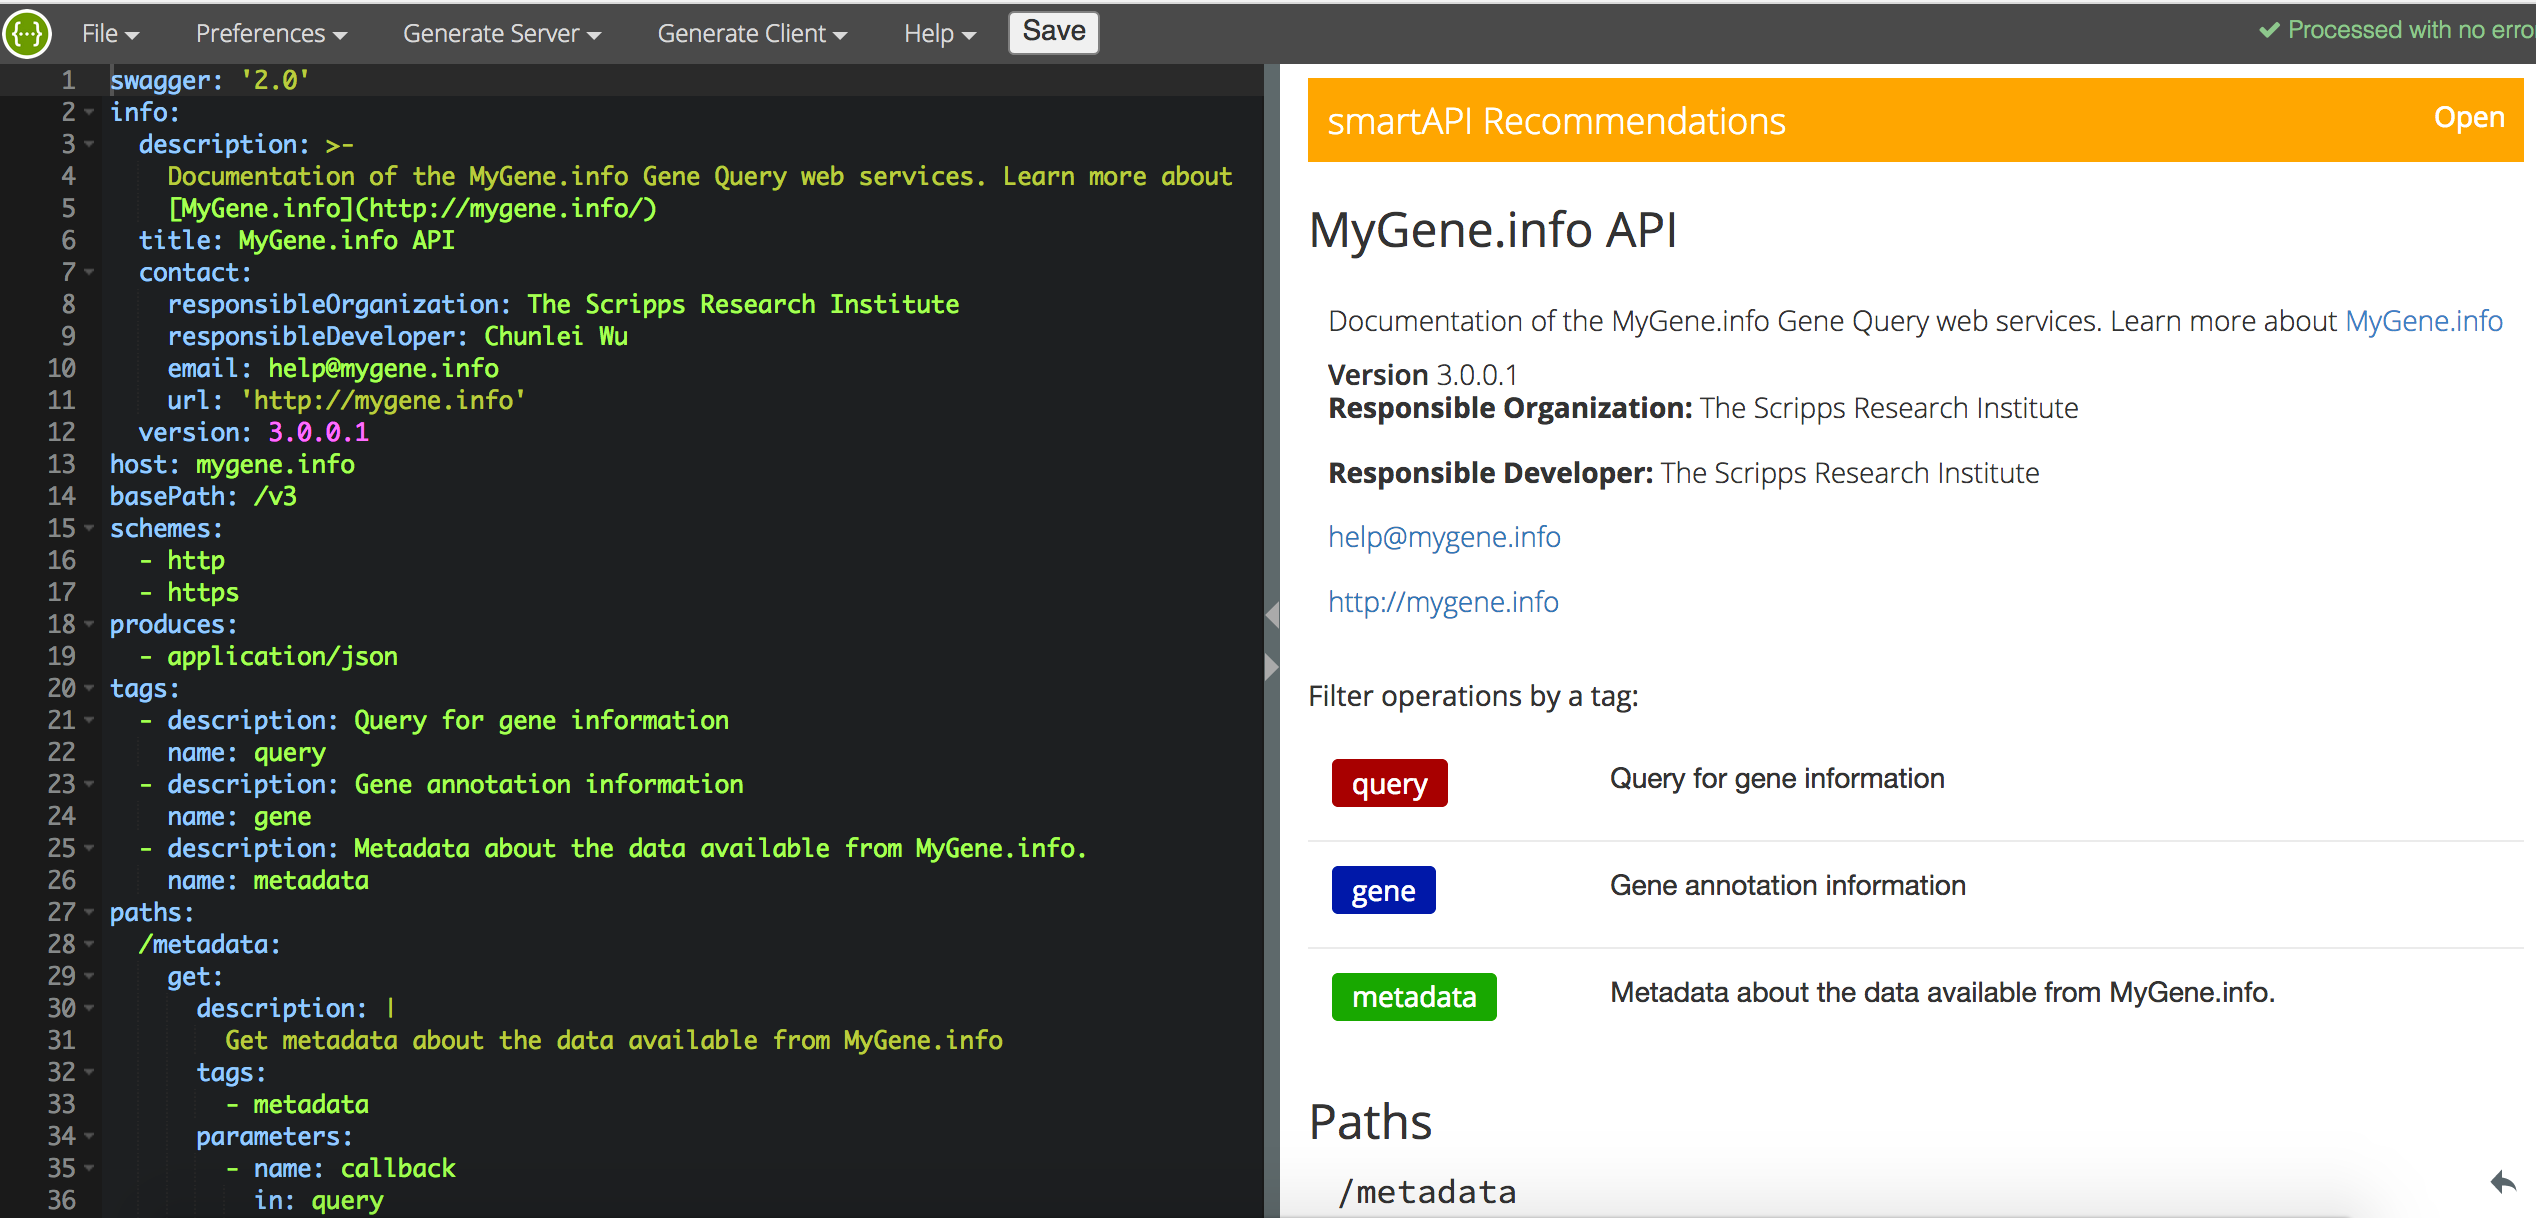 {···} File Preferences Generate Server Generate Client Help Save Processed with no erro
1 swagger: '2.0'
2 info:
3   description: >-
4     Documentation of the MyGene.info Gene Query web services. Learn more about
5     [MyGene.info](http://mygene.info/)
6   title: MyGene.info API
7   contact:
8     responsibleOrganization: The Scripps Research Institute
9     responsibleDeveloper: Chunlei Wu
10     email: help@mygene.info
11     url: 'http://mygene.info'
12   version: 3.0.0.1
13 host: mygene.info
14 basePath: /v3
15 schemes:
16   - http
17   - https
18 produces:
19   - application/json
20 tags:
21   - description: Query for gene information
22     name: query
23   - description: Gene annotation information
24     name: gene
25   - description: Metadata about the data available from MyGene.info.
26     name: metadata
27 paths:
28   /metadata:
29     get:
30       description: |
31         Get metadata about the data available from MyGene.info
32       tags:
33         - metadata
34       parameters:
35         - name: callback
36           in: query
smartAPI Recommendations Open
MyGene.info API
Documentation of the MyGene.info Gene Query web services. Learn more about MyGene.info
Version 3.0.0.1
Responsible Organization: The Scripps Research Institute
Responsible Developer: The Scripps Research Institute
help@mygene.info
http://mygene.info
Filter operations by a tag:
query Query for gene information
gene Gene annotation information
metadata Metadata about the data available from MyGene.info.
Paths
/metadata